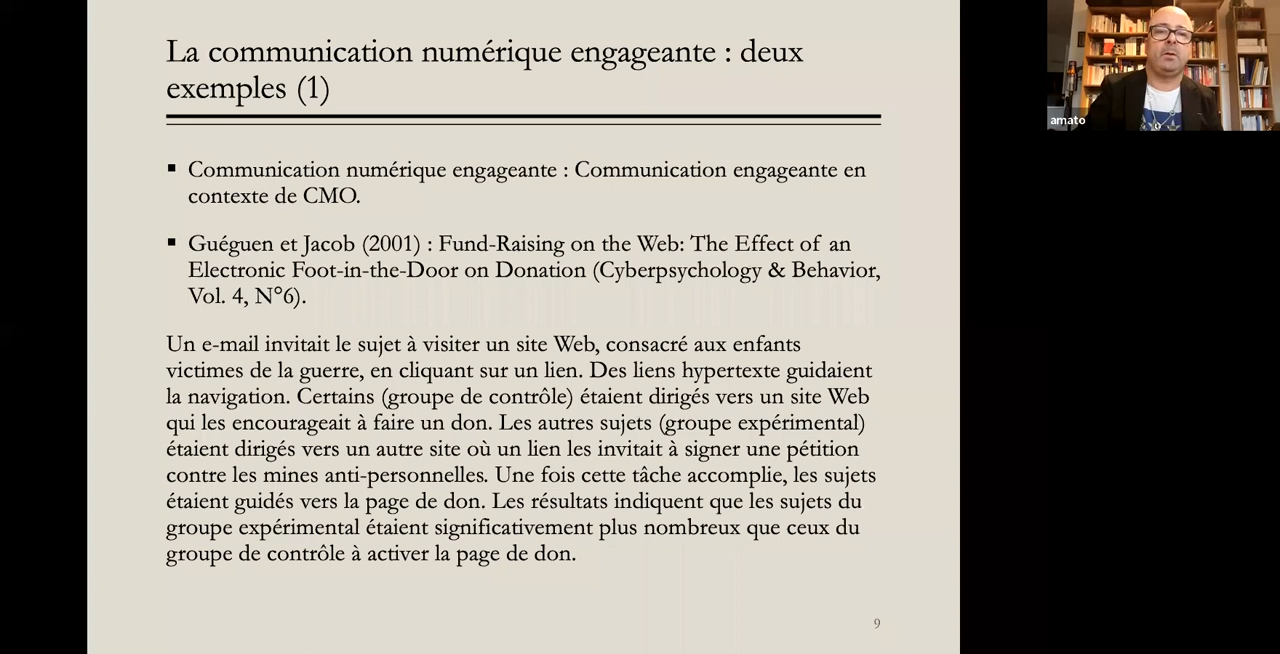 La communication numérique engageante : deux
exemples (1)
▪ Communication numérique engageante : Communication engageante en
contexte de CMO.
▪ Guéguen et Jacob (2001) : Fund-Raising on the Web: The Effect of an
Electronic Foot-in-the-Door on Donation (Cyberpsychology & Behavior,
Vol. 4, N°6).
Un e-mail invitait le sujet à visiter un site Web, consacré aux enfants
victimes de la guerre, en cliquant sur un lien. Des liens hypertexte guidaient
la navigation. Certains (groupe de contrôle) étaient dirigés vers un site Web
qui les encourageait à faire un don. Les autres sujets (groupe expérimental)
étaient dirigés vers un autre site où un lien les invitait à signer une pétition
contre les mines anti-personnelles. Une fois cette tâche accomplie, les sujets
étaient guidés vers la page de don. Les résultats indiquent que les sujets du
groupe expérimental étaient significativement plus nombreux que ceux du
groupe de contrôle à activer la page de don.
9
amato